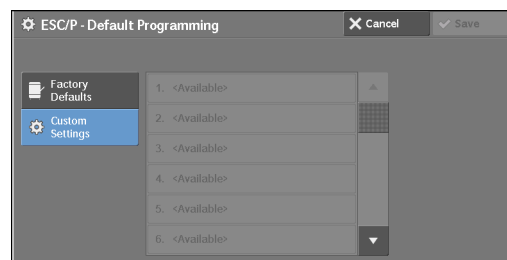 ESC/P - Default Programming
Cancel
Save
Factory
Defaults
Custom
Settings
1. <Available>
2. <Available>
3. <Available>
4. <Available>
5. <Available>
6. <Available>